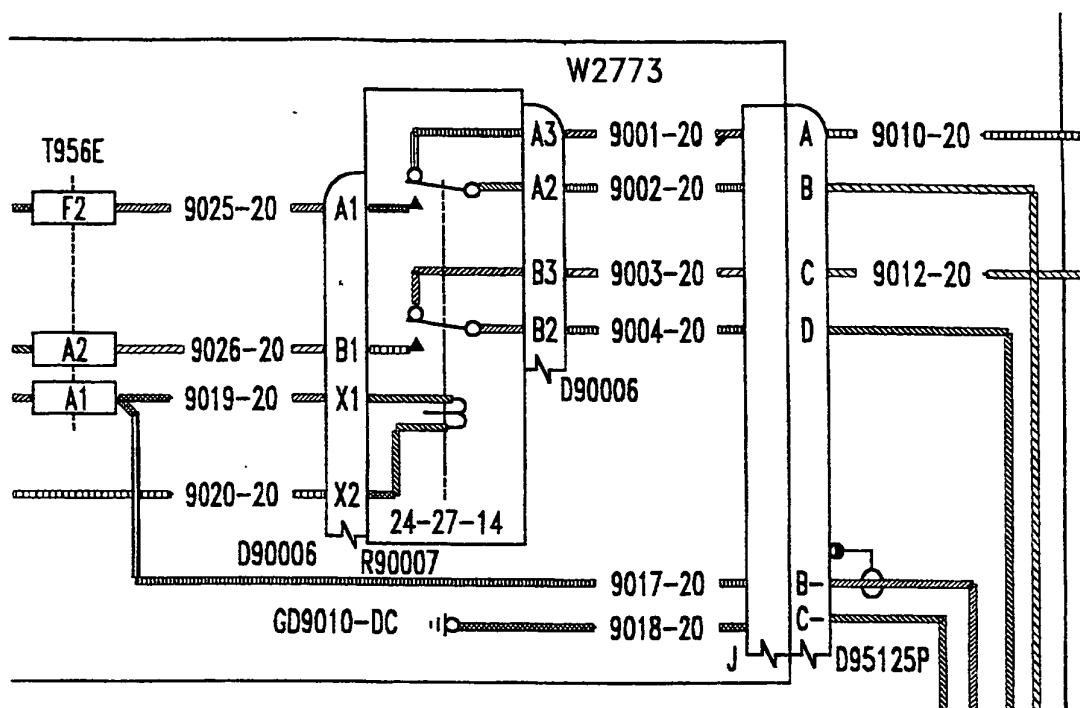 W2773
T956E
A3 9001-20 A 9010-20
F2 9025-20 A1 A2 9002-20 B
B3 9003-20 C 9012-20
A2 9026-20 B1 B2 9004-20 D
A1 9019-20 X1 D90006
9020-20 X2
24-27-14
D90006 R90007
9017-20 B-
GD9010-DC 9018-20 C-
J D95125P